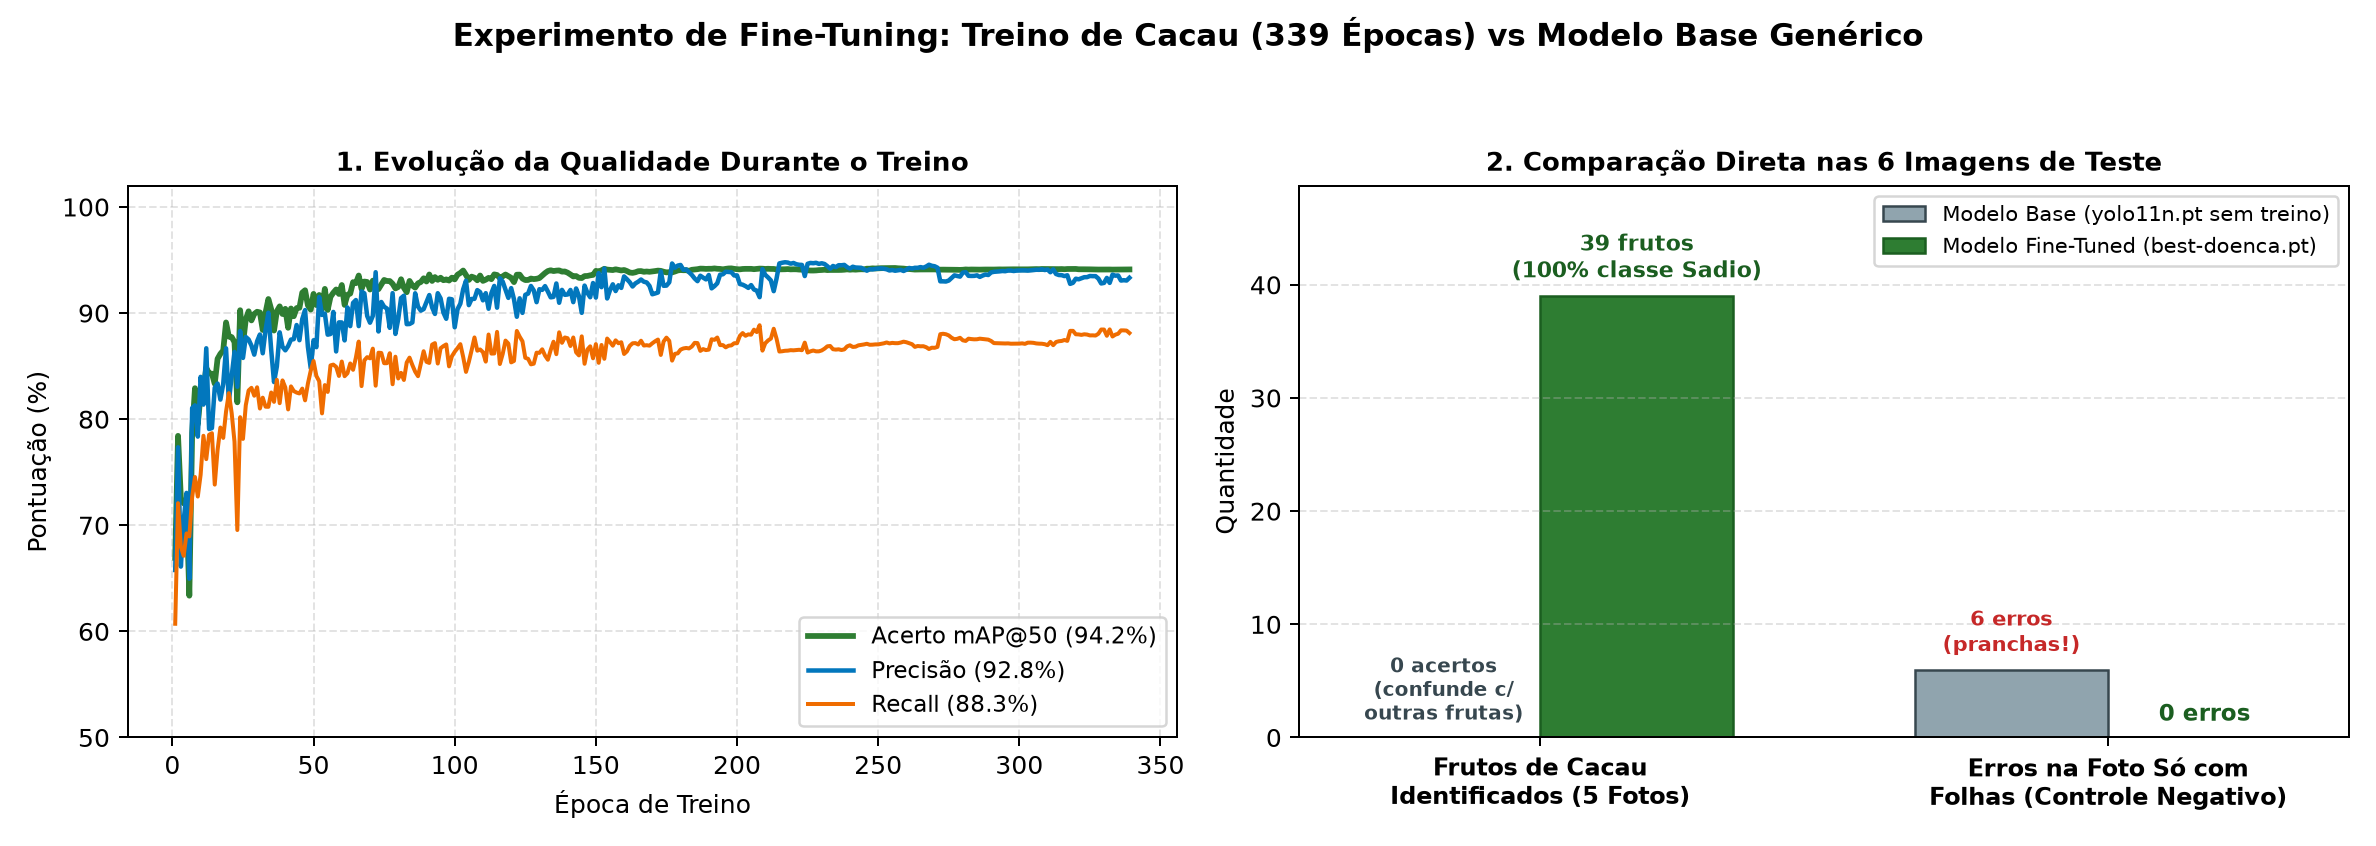 Experimento de Fine-Tuning: Treino de Cacau (339 Épocas) vs Modelo Base Genérico
1. Evolução da Qualidade Durante o Treino
Pontuação (%)
100
90
80
70
60
50
0
50
100
150
200
250
300
350
Época de Treino
Acerto mAP@50 (94.2%)
Precisão (92.8%)
Recall (88.3%)
2. Comparação Direta nas 6 Imagens de Teste
Quantidade
40
30
20
10
0
Modelo Base (yolo11n.pt sem treino)
Modelo Fine-Tuned (best-doenca.pt)
39 frutos
(100% classe Sadio)
0 acertos
(confunde c/
outras frutas)
6 erros
(pranchas!)
0 erros
Frutos de Cacau
Identificados (5 Fotos)
Erros na Foto Só com
Folhas (Controle Negativo)